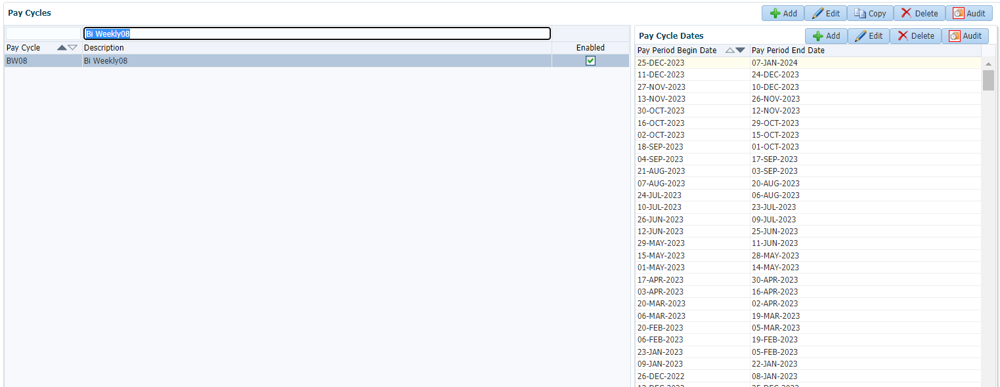 Pay Cycles
Add Edit Copy Delete Audit
Bi Weekly08
Pay Cycle Description Enabled
BW08 Bi Weekly08
Pay Cycle Dates Add Edit Delete Audit
Pay Period Begin Date Pay Period End Date
25-DEC-2023 07-JAN-2024
11-DEC-2023 24-DEC-2023
27-NOV-2023 10-DEC-2023
13-NOV-2023 26-NOV-2023
30-OCT-2023 12-NOV-2023
16-OCT-2023 29-OCT-2023
02-OCT-2023 15-OCT-2023
18-SEP-2023 01-OCT-2023
04-SEP-2023 17-SEP-2023
21-AUG-2023 03-SEP-2023
07-AUG-2023 20-AUG-2023
24-JUL-2023 06-AUG-2023
10-JUL-2023 23-JUL-2023
26-JUN-2023 09-JUL-2023
12-JUN-2023 25-JUN-2023
29-MAY-2023 11-JUN-2023
15-MAY-2023 28-MAY-2023
01-MAY-2023 14-MAY-2023
17-APR-2023 30-APR-2023
03-APR-2023 16-APR-2023
20-MAR-2023 02-APR-2023
06-MAR-2023 19-MAR-2023
20-FEB-2023 05-MAR-2023
06-FEB-2023 19-FEB-2023
23-JAN-2023 05-FEB-2023
09-JAN-2023 22-JAN-2023
26-DEC-2022 08-JAN-2023